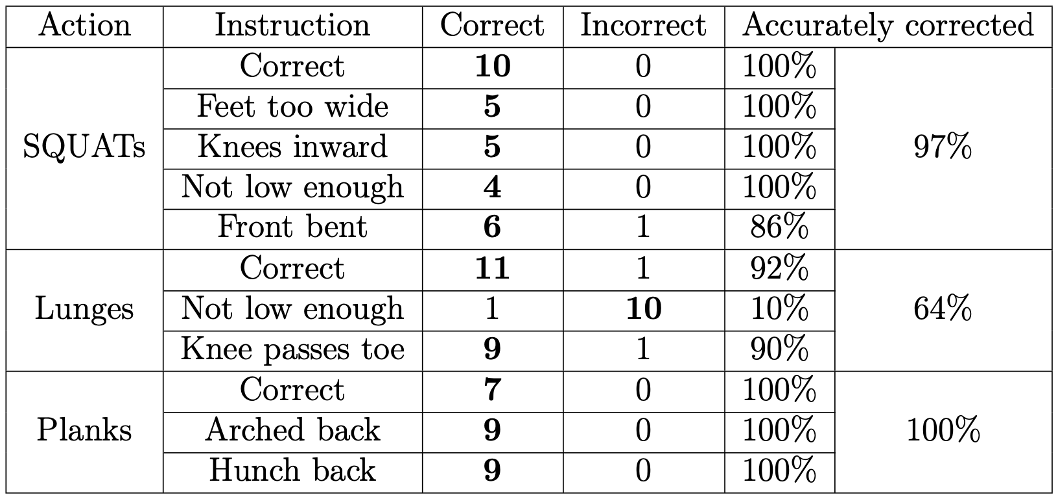 Action Instruction Correct Incorrect Accurately corrected
SQUATs Correct 10 0 100% 97%
Feet too wide 5 0 100%
Knees inward 5 0 100%
Not low enough 4 0 100%
Front bent 6 1 86%
Lunges Correct 11 1 92% 64%
Not low enough 1 10 10%
Knee passes toe 9 1 90%
Planks Correct 7 0 100% 100%
Arched back 9 0 100%
Hunch back 9 0 100%